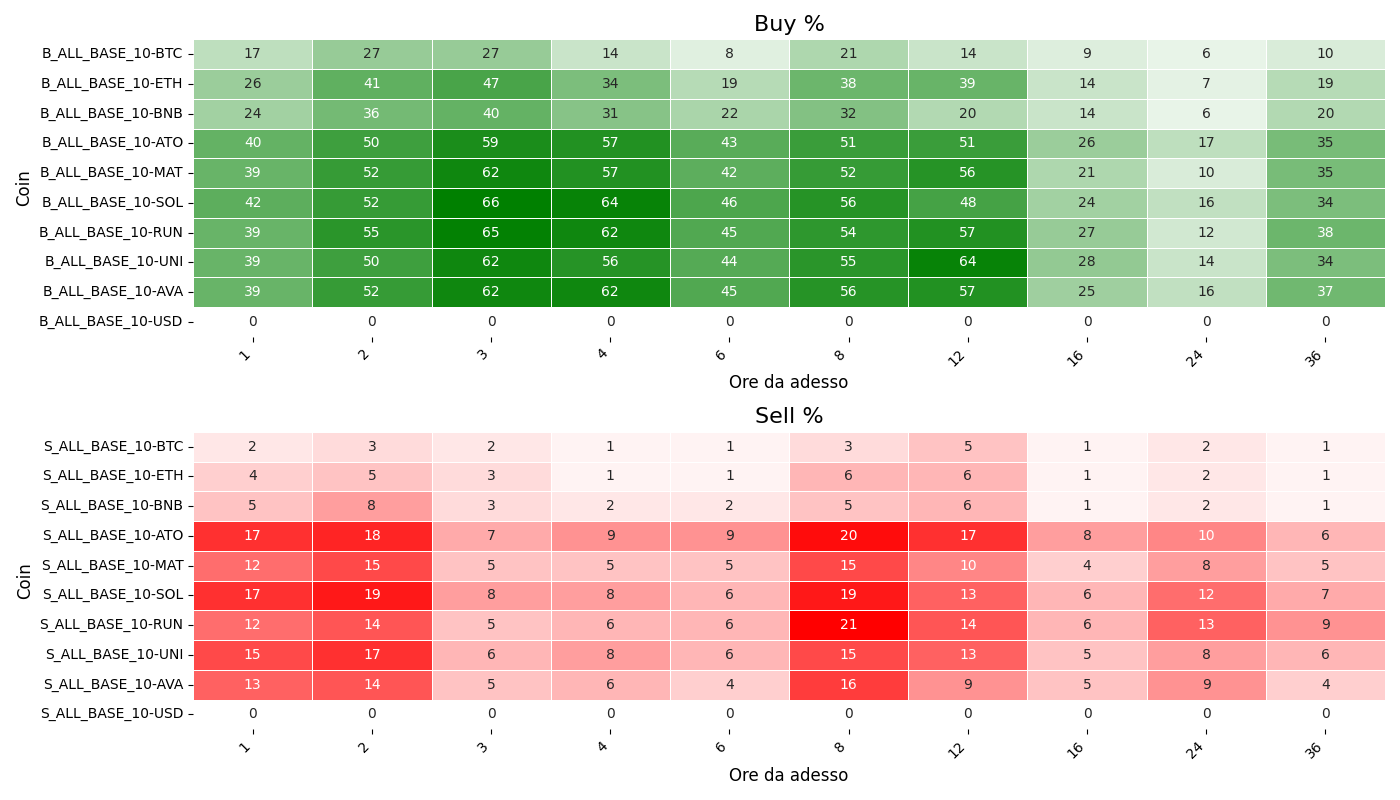 Buy %
Coin
B_ALL_BASE_10-BTC 17 27 27 14 8 21 14 9 6 10
B_ALL_BASE_10-ETH 26 41 47 34 19 38 39 14 7 19
B_ALL_BASE_10-BNB 24 36 40 31 22 32 20 14 6 20
B_ALL_BASE_10-ATO 40 50 59 57 43 51 51 26 17 35
B_ALL_BASE_10-MAT 39 52 62 57 42 52 56 21 10 35
B_ALL_BASE_10-SOL 42 52 66 64 46 56 48 24 16 34
B_ALL_BASE_10-RUN 39 55 65 62 45 54 57 27 12 38
B_ALL_BASE_10-UNI 39 50 62 56 44 55 64 28 14 34
B_ALL_BASE_10-AVA 39 52 62 62 45 56 57 25 16 37
B_ALL_BASE_10-USD 0 0 0 0 0 0 0 0 0 0
1 2 3 4 6 8 12 16 24 36
Ore da adesso
Sell %
Coin
S_ALL_BASE_10-BTC 2 3 2 1 1 3 5 1 2 1
S_ALL_BASE_10-ETH 4 5 3 1 1 6 6 1 2 1
S_ALL_BASE_10-BNB 5 8 3 2 2 5 6 1 2 1
S_ALL_BASE_10-ATO 17 18 7 9 9 20 17 8 10 6
S_ALL_BASE_10-MAT 12 15 5 5 5 15 10 4 8 5
S_ALL_BASE_10-SOL 17 19 8 8 6 19 13 6 12 7
S_ALL_BASE_10-RUN 12 14 5 6 6 21 14 6 13 9
S_ALL_BASE_10-UNI 15 17 6 8 6 15 13 5 8 6
S_ALL_BASE_10-AVA 13 14 5 6 4 16 9 5 9 4
S_ALL_BASE_10-USD 0 0 0 0 0 0 0 0 0 0
1 2 3 4 6 8 12 16 24 36
Ore da adesso